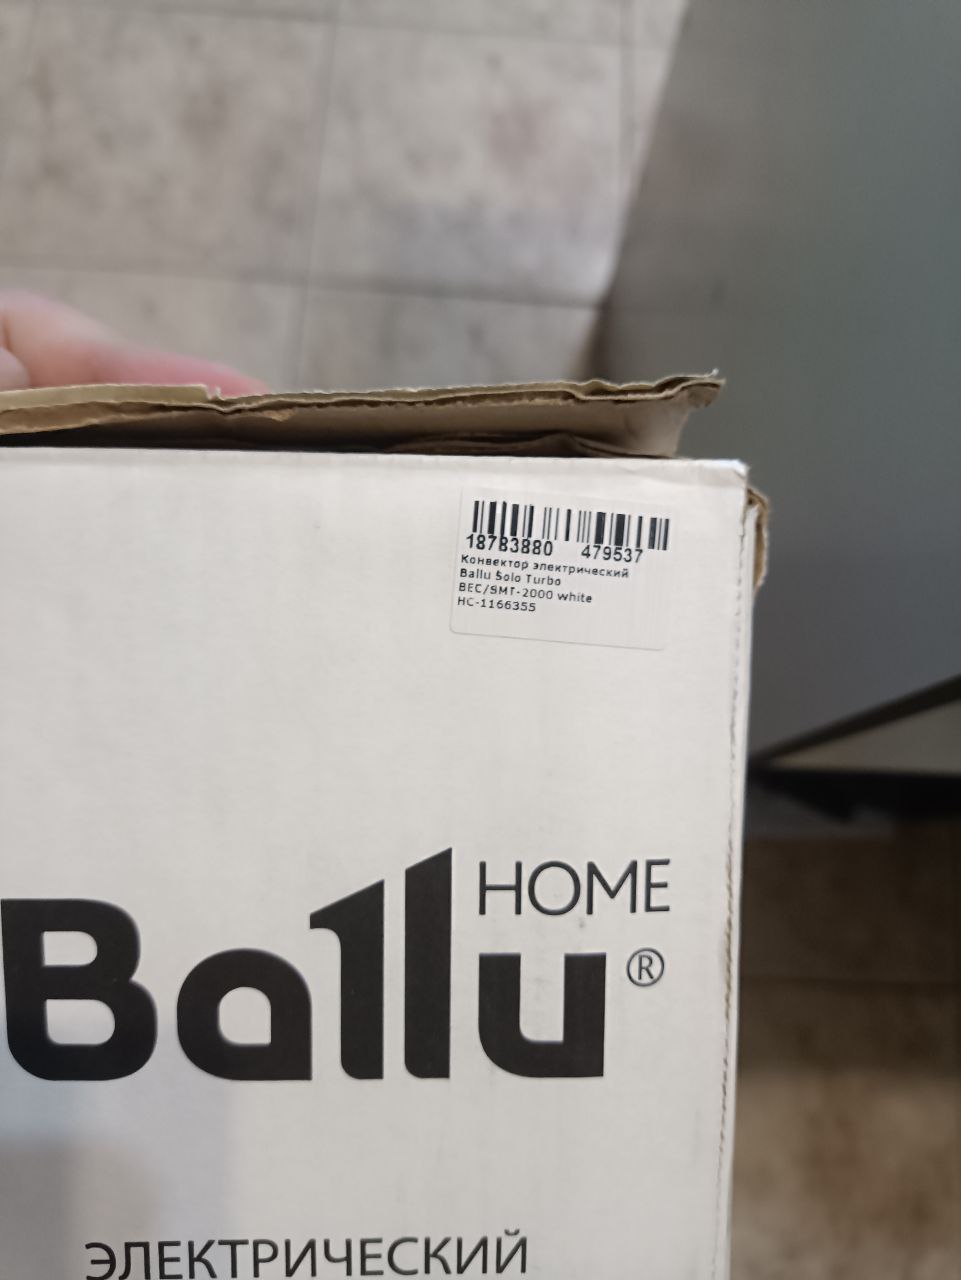 18783880 479537
Конвектор электрический
Ballu Solo Turbo
BEC/SMT-2000 white
НС-1166355
HOME
Ballu®
ЭЛЕКТРИЧЕСКИЙ